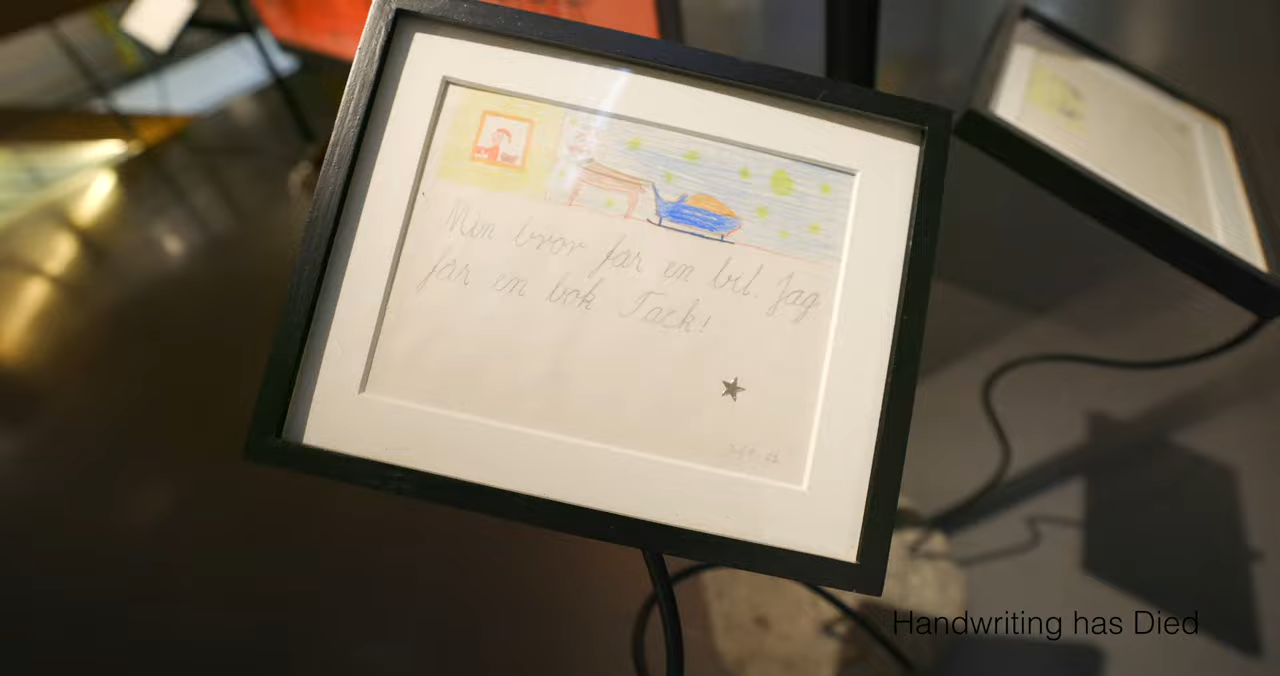 Min bror får en bil. Jag
får en bok Tack!
Handwriting has Died